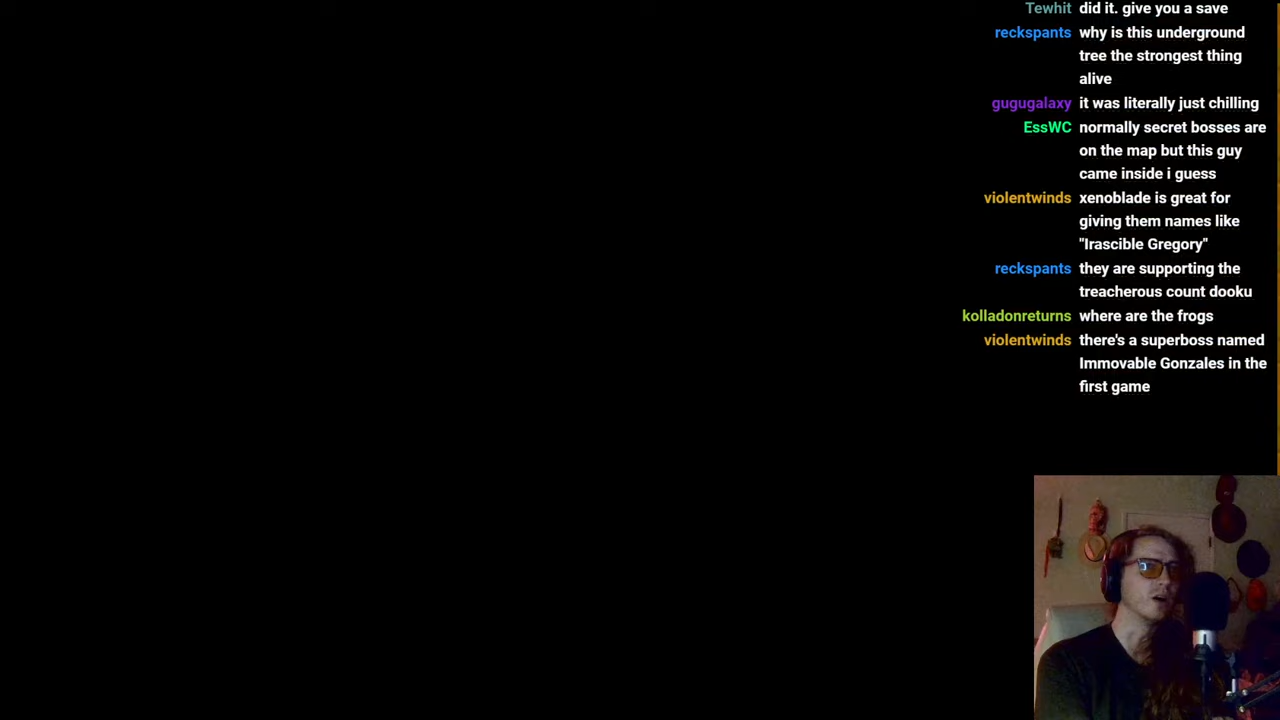 Tewhit did it. give you a save
reckspants why is this underground
tree the strongest thing
alive
gugugalaxy it was literally just chilling
EssWC normally secret bosses are
on the map but this guy
came inside i guess
violentwinds xenoblade is great for
giving them names like
"Irascible Gregory"
reckspants they are supporting the
treacherous count dooku
kolladonreturns where are the frogs
violentwinds there's a superboss named
Immovable Gonzales in the
first game